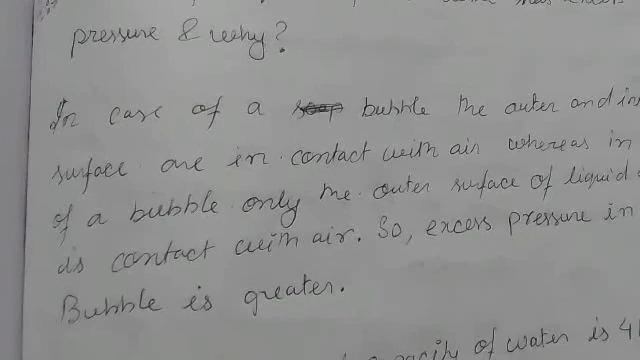 pressure & why?
In case of a bubble the outer and in
surface are in contact with air whereas in
of a bubble only the outer surface of liquid
is contact with air. So, excess pressure in
Bubble is greater.
of water is 4